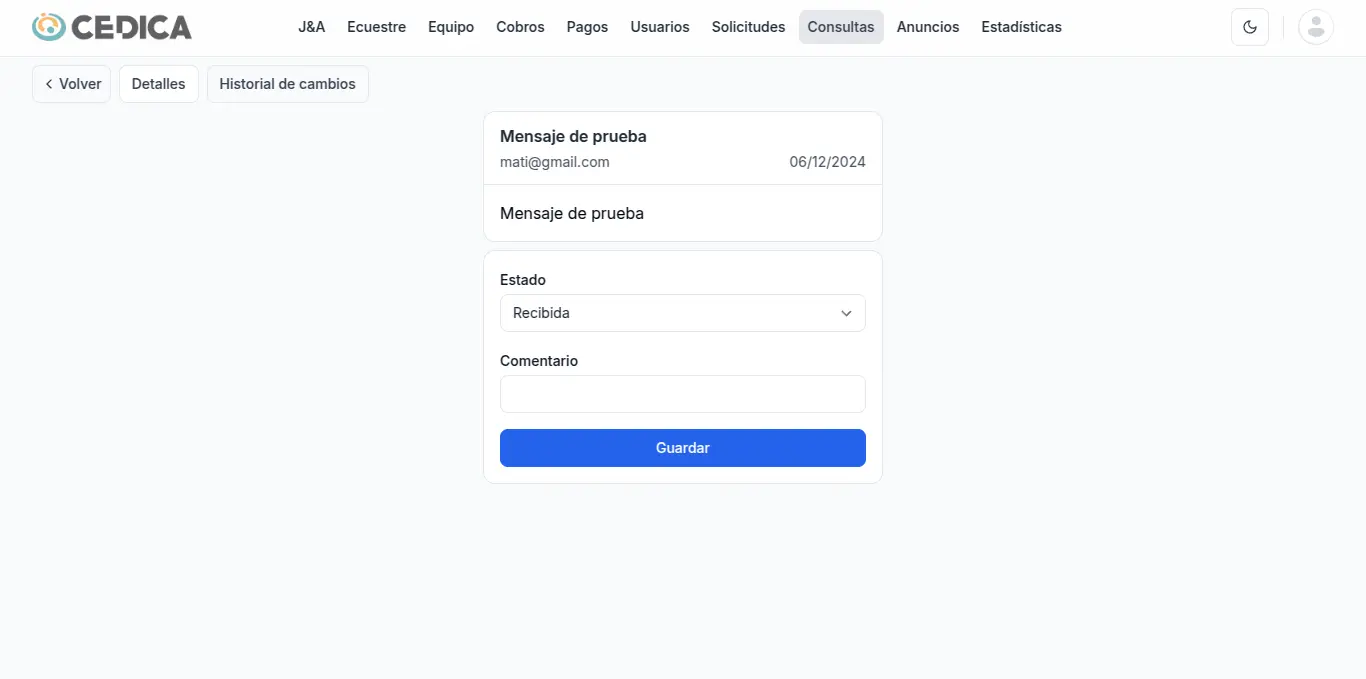 CEDICA J&A Ecuestre Equipo Cobros Pagos Usuarios Solicitudes Consultas Anuncios Estadísticas
Volver Detalles Historial de cambios
Mensaje de prueba
mati@gmail.com 06/12/2024
Mensaje de prueba
Estado
Recibida
Comentario
Guardar